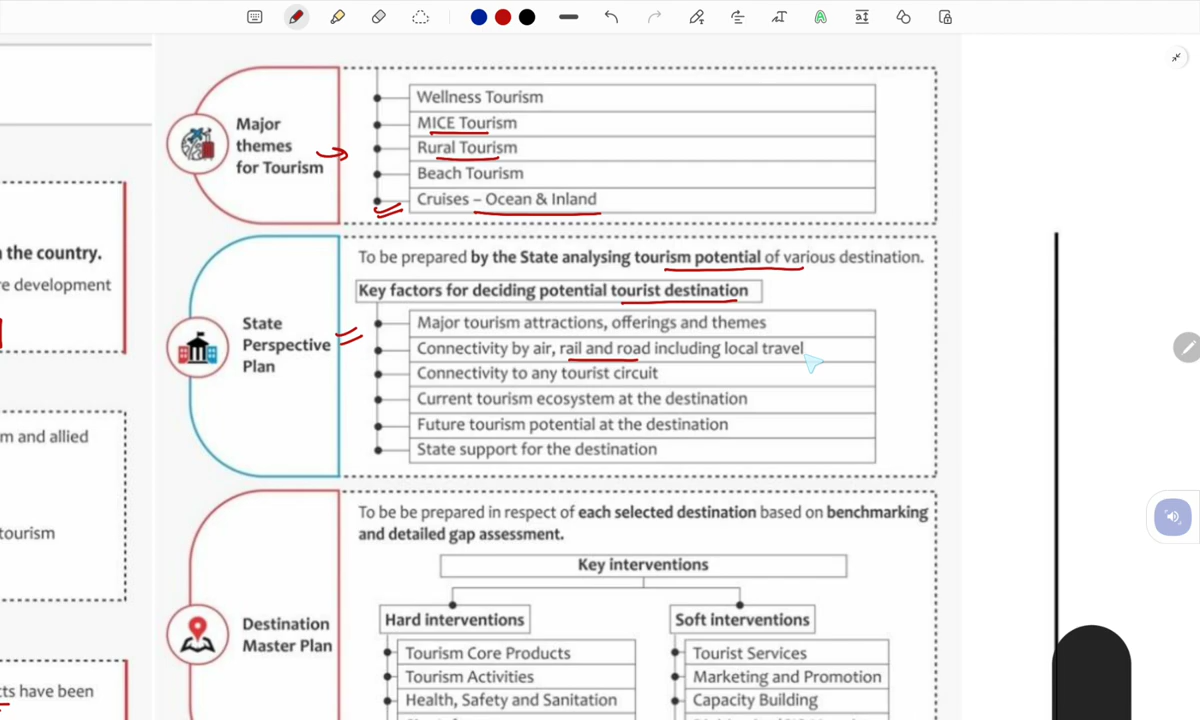 Major
themes
for Tourism
Wellness Tourism
MICE Tourism
Rural Tourism
Beach Tourism
Cruises – Ocean & Inland
n the country.
re development
m and allied
tourism
cts have been
State
Perspective
Plan
To be prepared by the State analysing tourism potential of various destination.
Key factors for deciding potential tourist destination
Major tourism attractions, offerings and themes
Connectivity by air, rail and road including local travel
Connectivity to any tourist circuit
Current tourism ecosystem at the destination
Future tourism potential at the destination
State support for the destination
Destination
Master Plan
To be be prepared in respect of each selected destination based on benchmarking
and detailed gap assessment.
Key interventions
Hard interventions
Tourism Core Products
Tourism Activities
Health, Safety and Sanitation
Soft interventions
Tourist Services
Marketing and Promotion
Capacity Building